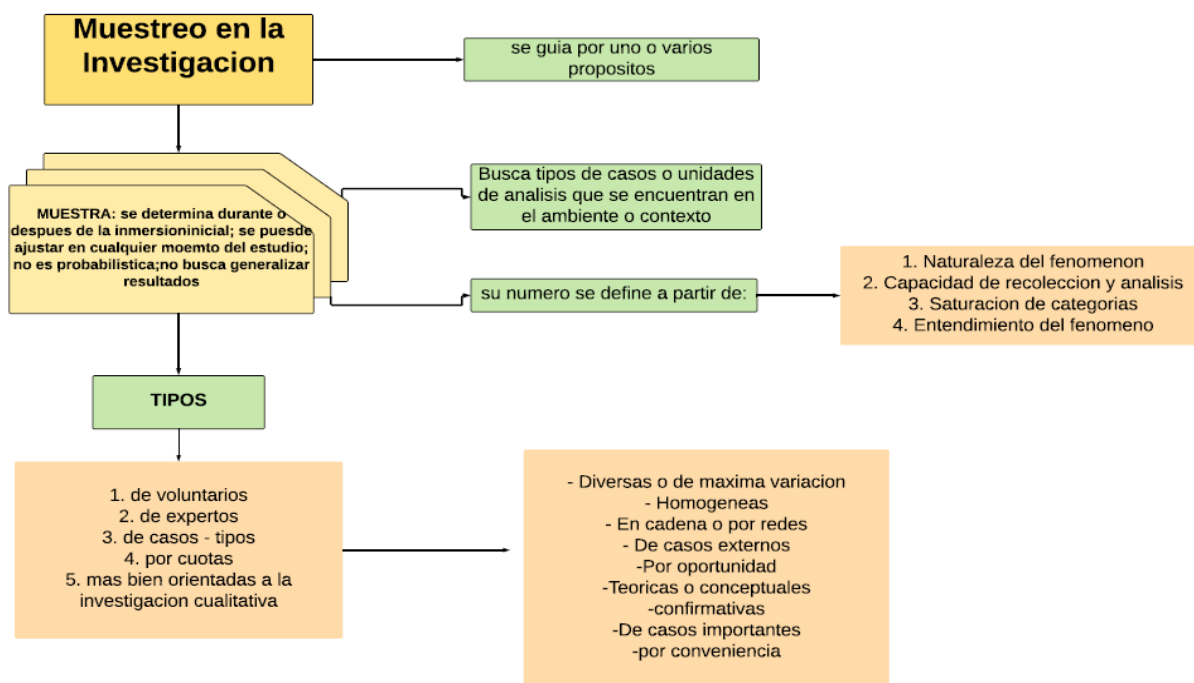 Muestreo en la
Investigacion
se guia por uno o varios
propositos
Busca tipos de casos o unidades
de analisis que se encuentran en
el ambiente o contexto
MUESTRA: se determina durante o
despues de la inmersioninicial; se puesde
ajustar en cualquier moemto del estudio;
no es probabilistica;no busca generalizar
resultados
su numero se define a partir de:
1. Naturaleza del fenomenon
2. Capacidad de recoleccion y analisis
3. Saturacion de categorias
4. Entendimiento del fenomeno
TIPOS
1. de voluntarios
2. de expertos
3. de casos - tipos
4. por cuotas
5. mas bien orientadas a la
investigacion cualitativa
- Diversas o de maxima variacion
- Homogeneas
- En cadena o por redes
- De casos externos
-Por oportunidad
-Teoricas o conceptuales
-confirmativas
-De casos importantes
-por conveniencia